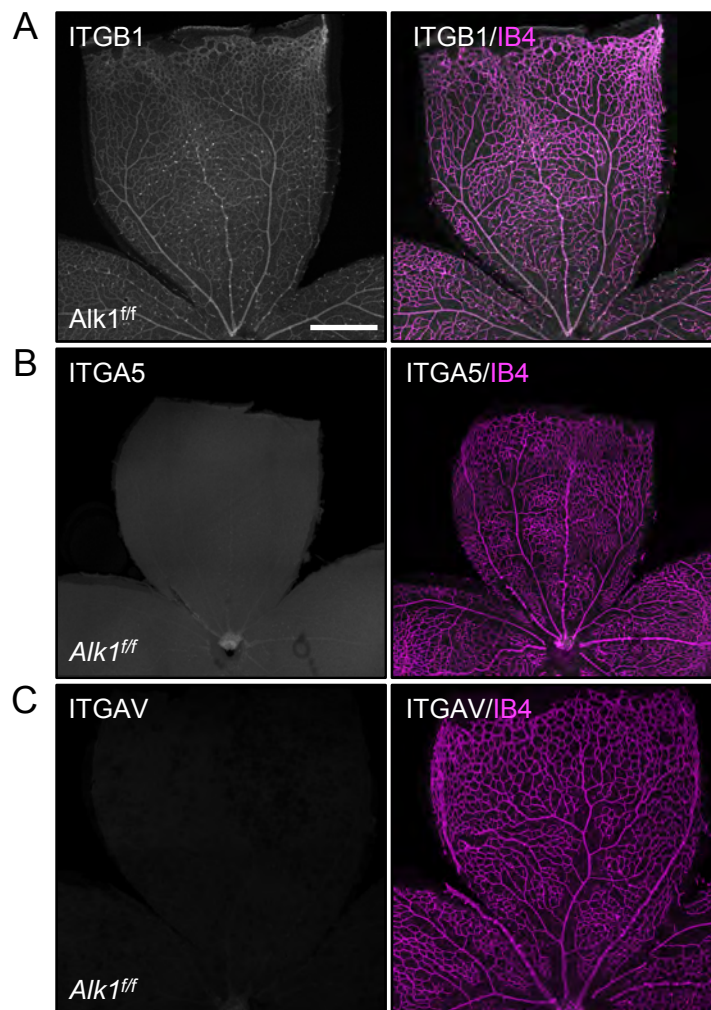 A
ITGB1
ITGB1/IB4
Alk1f/f
B
ITGA5
ITGA5/IB4
Alk1f/f
C
ITGAV
ITGAV/IB4
Alk1f/f